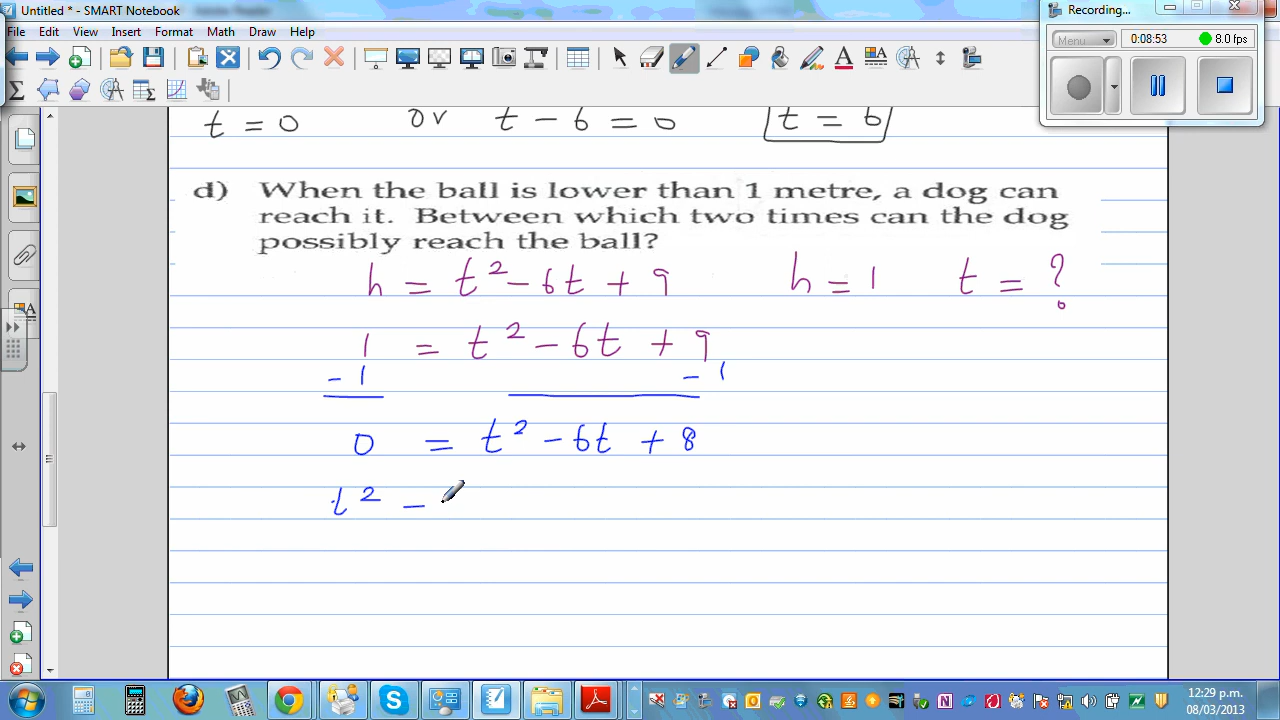 Untitled * - SMART Notebook
File Edit View Insert Format Math Draw Help
Recording...
Menu 0:08:53 8.0 fps
t = 0 or t - 6 = 0 t = 6
d) When the ball is lower than 1 metre, a dog can
reach it. Between which two times can the dog
possibly reach the ball?
h = t² - 6t + 9 h = 1 t = ?
1 = t² - 6t + 9
- 1 - 1
0 = t² - 6t + 8
t² -
12:29 p.m.
08/03/2013